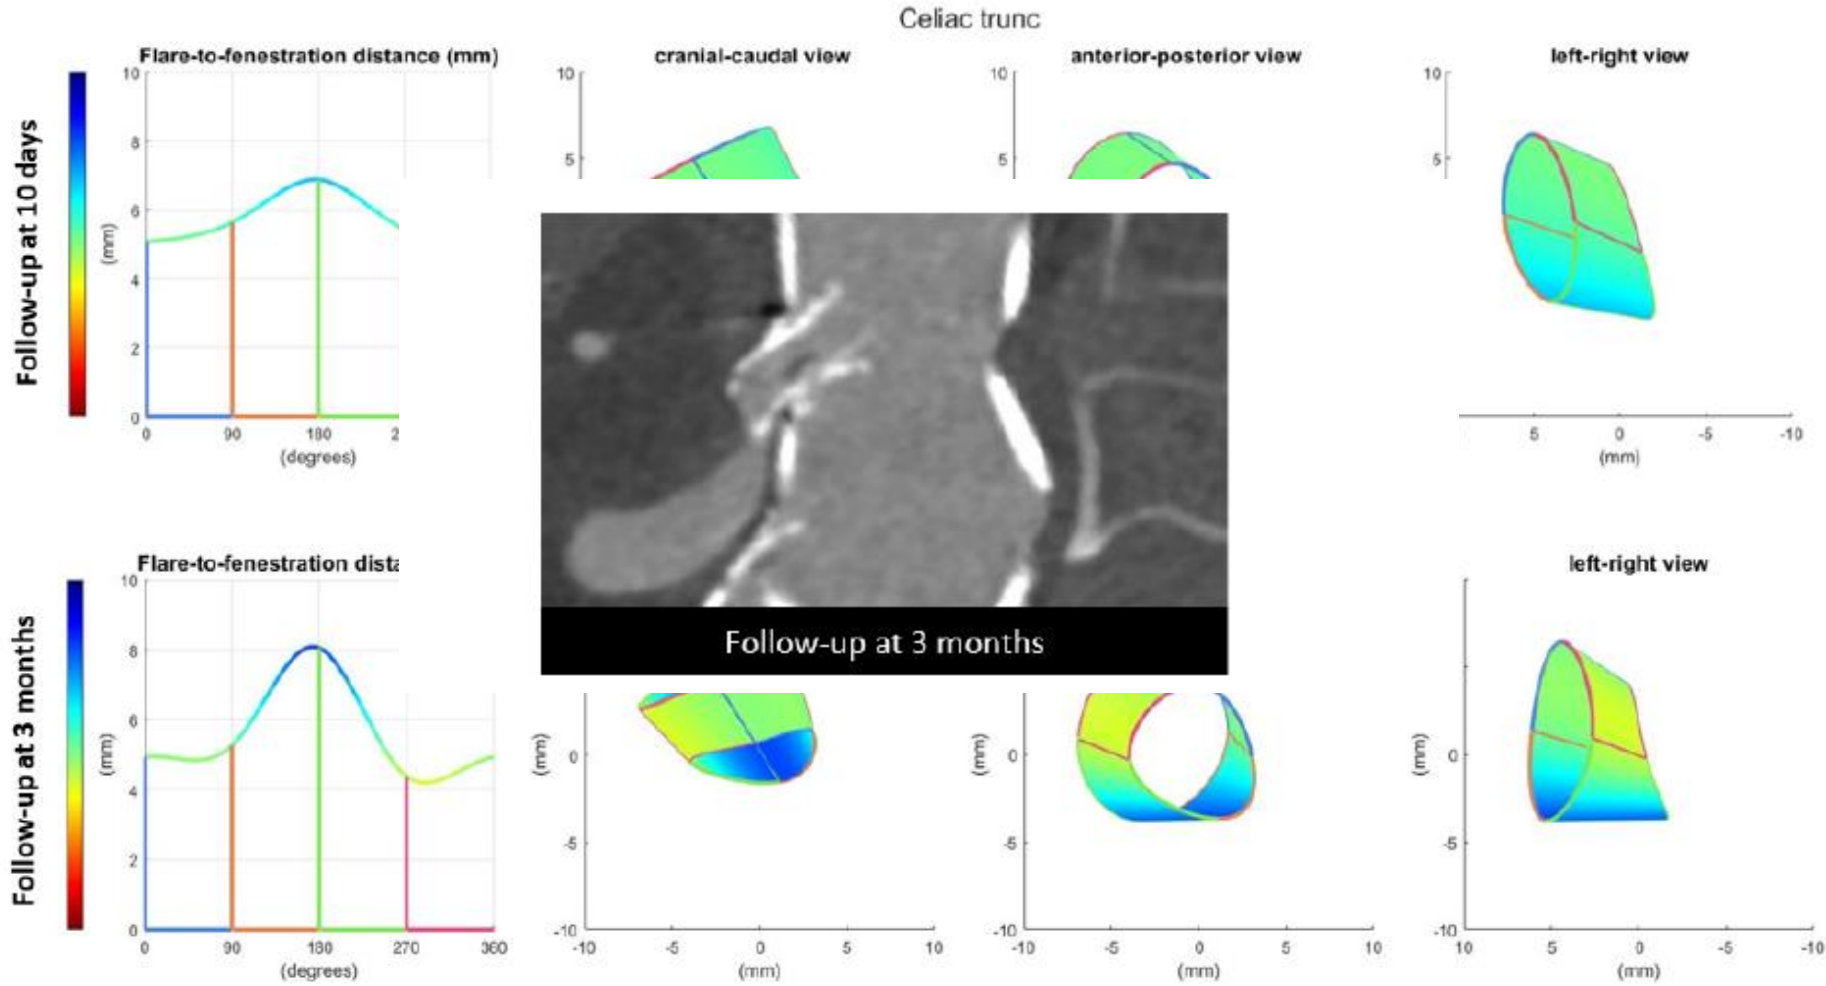 Celiac trunc
Flare-to-fenestration distance (mm)
cranial-caudal view
anterior-posterior view
left-right view
Follow-up at 10 days
10
8
6
4
2
0
(mm)
0 90 180 2
(degrees)
10
5
10
5
10
5
5 0 -5 -10
(mm)
Follow-up at 3 months
Flare-to-fenestration dista
left-right view
Follow-up at 3 months
10
8
6
4
2
0
(mm)
0 90 180 270 360
(degrees)
(mm)
0
-5
-10
-10 -5 0 5 10
(mm)
(mm)
0
-5
-10
-10 -5 0 5 10
(mm)
(mm)
0
-5
-10
10 5 0 -5 -10
(mm)